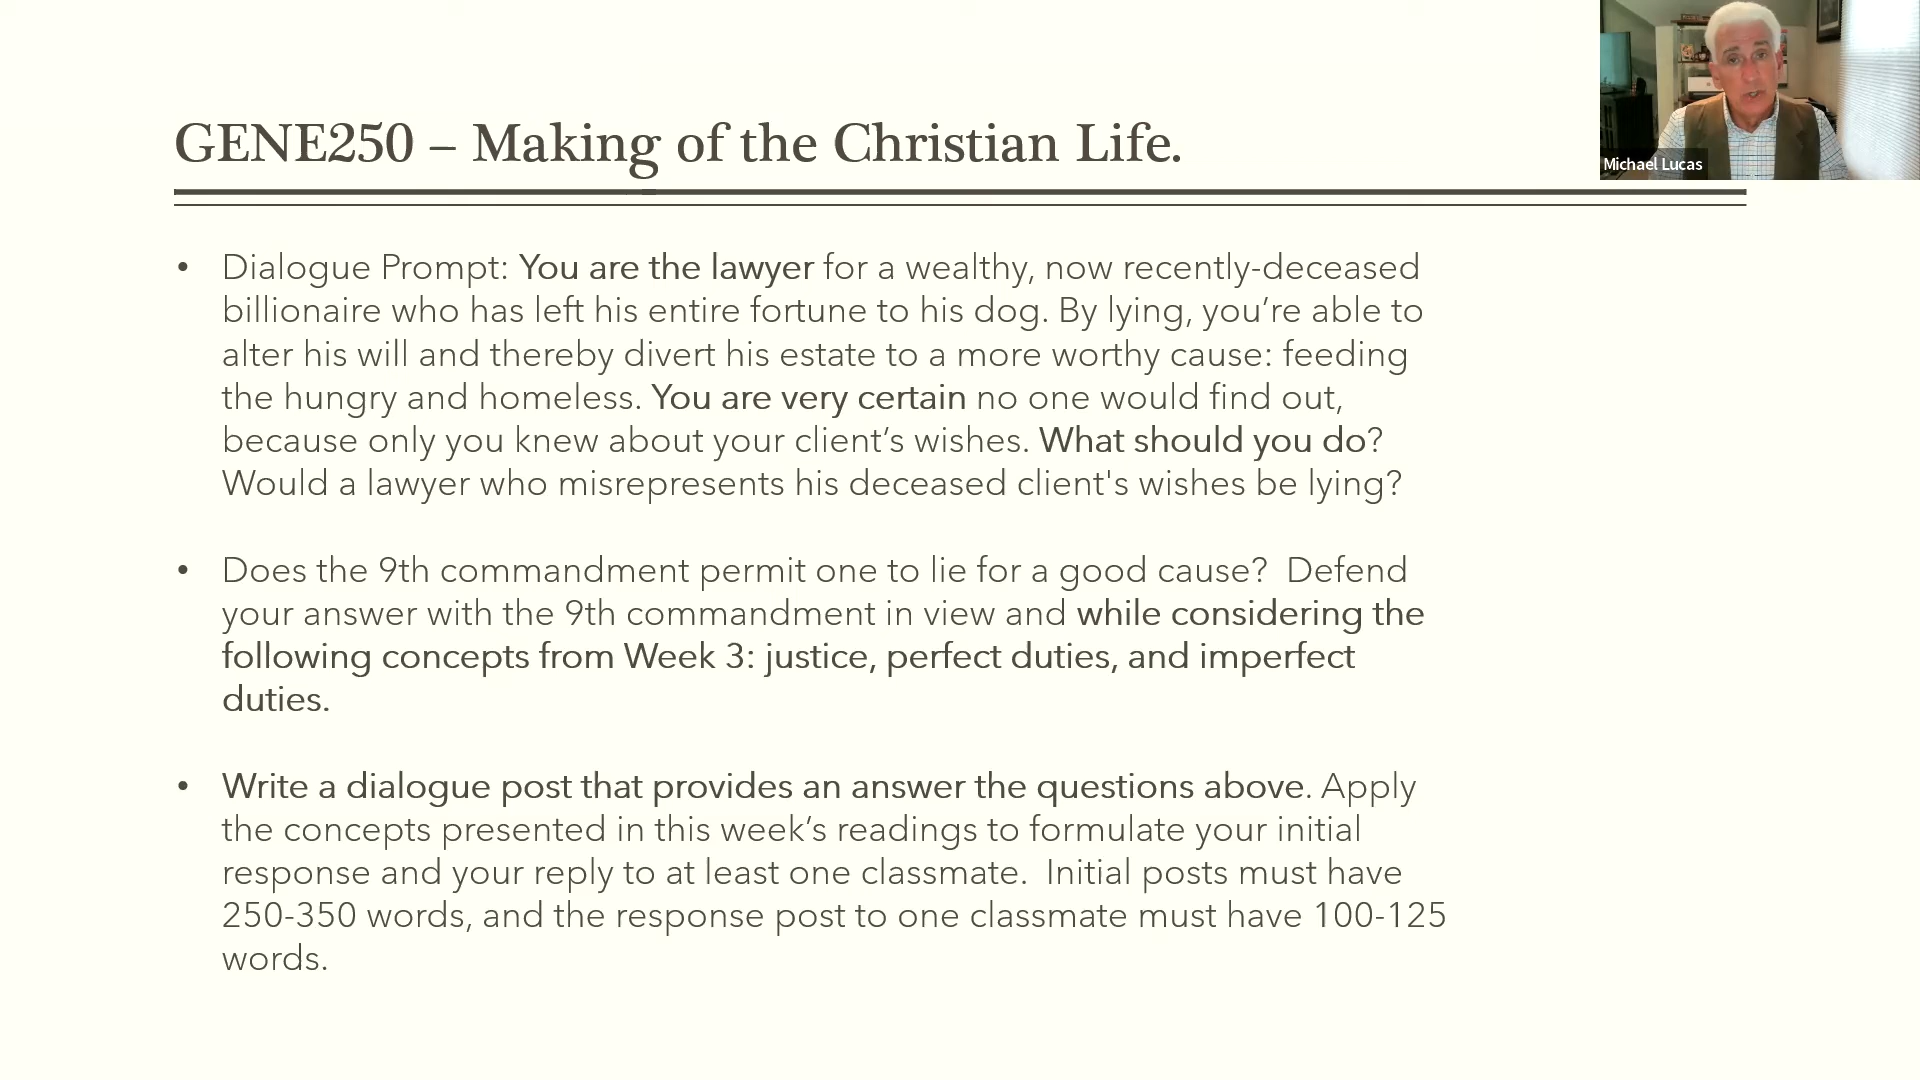 GENE250 – Making of the Christian Life.
Michael Lucas
• Dialogue Prompt: You are the lawyer for a wealthy, now recently-deceased
billionaire who has left his entire fortune to his dog. By lying, you’re able to
alter his will and thereby divert his estate to a more worthy cause: feeding
the hungry and homeless. You are very certain no one would find out,
because only you knew about your client’s wishes. What should you do?
Would a lawyer who misrepresents his deceased client's wishes be lying?
• Does the 9th commandment permit one to lie for a good cause?  Defend
your answer with the 9th commandment in view and while considering the
following concepts from Week 3: justice, perfect duties, and imperfect
duties.
• Write a dialogue post that provides an answer the questions above. Apply
the concepts presented in this week’s readings to formulate your initial
response and your reply to at least one classmate.  Initial posts must have
250-350 words, and the response post to one classmate must have 100-125
words.